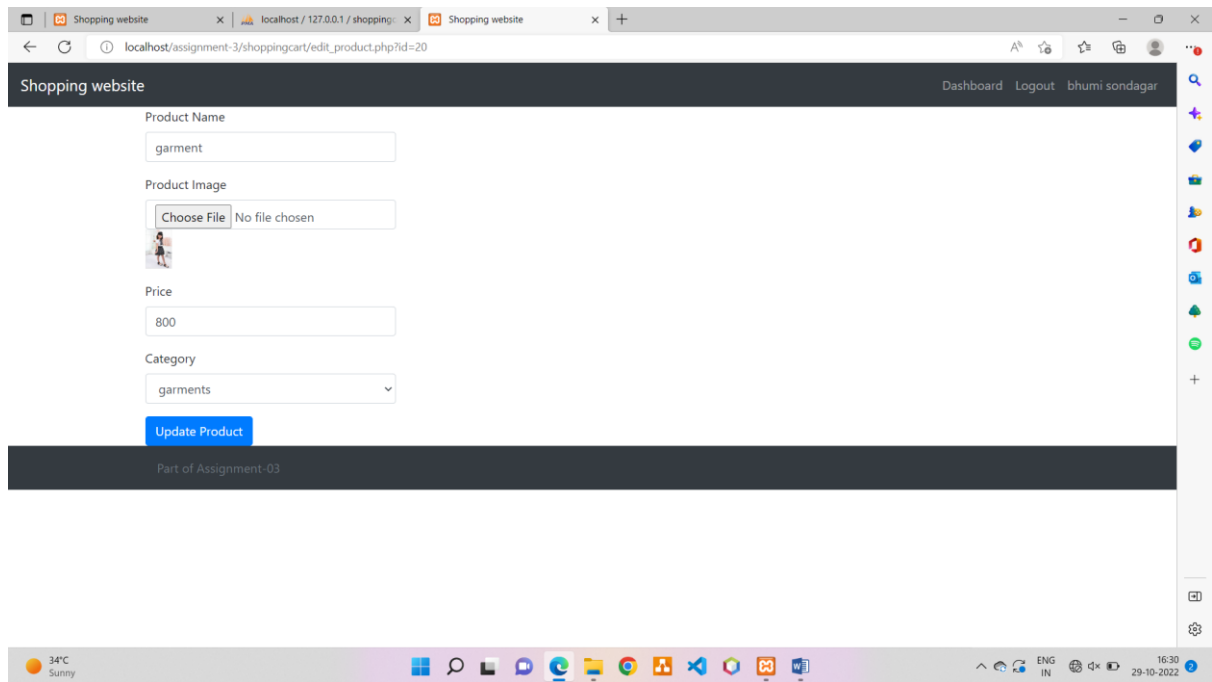 Shopping website
localhost / 127.0.0.1 / shoppingc
Shopping website
localhost/assignment-3/shoppingcart/edit_product.php?id=20
Shopping website
Dashboard Logout bhumi sondagar
Product Name
garment
Product Image
Choose File No file chosen
Price
800
Category
garments
Update Product
Part of Assignment-03
34°C
Sunny
ENG
IN
16:30
29-10-2022
2